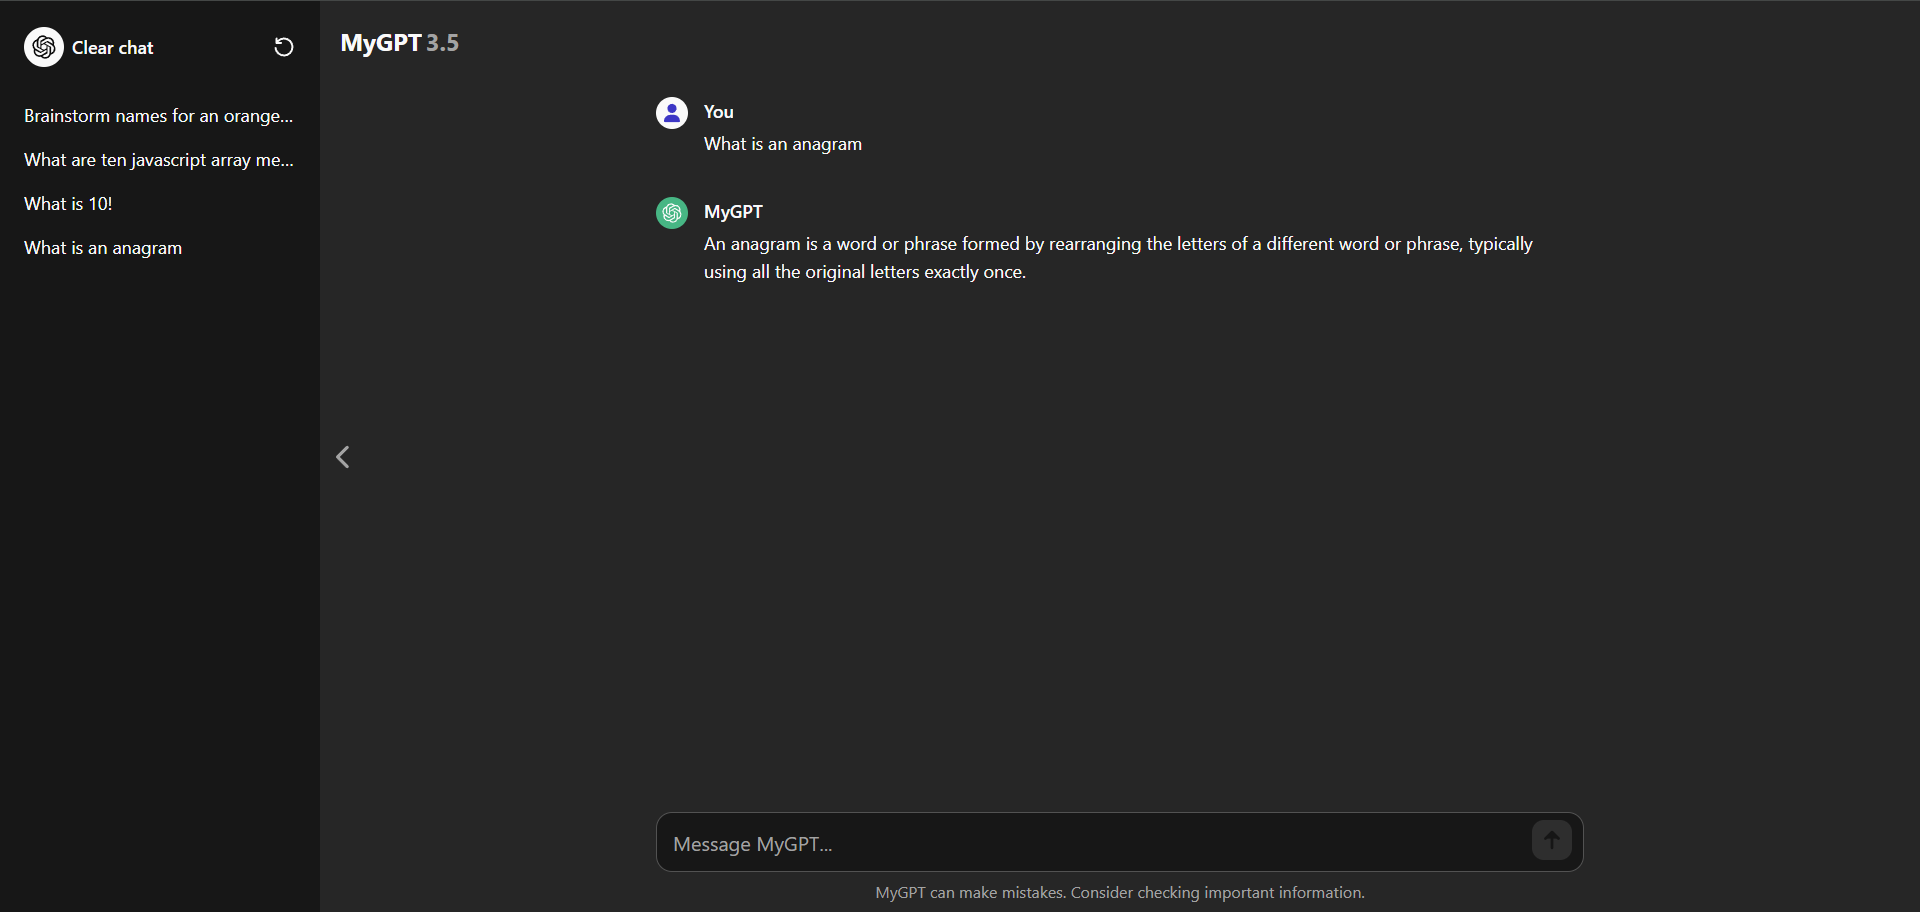 Clear chat
Brainstorm names for an orange...
What are ten javascript array me...
What is 10!
What is an anagram
MyGPT 3.5
You
What is an anagram
MyGPT
An anagram is a word or phrase formed by rearranging the letters of a different word or phrase, typically
using all the original letters exactly once.
Message MyGPT...
MyGPT can make mistakes. Consider checking important information.